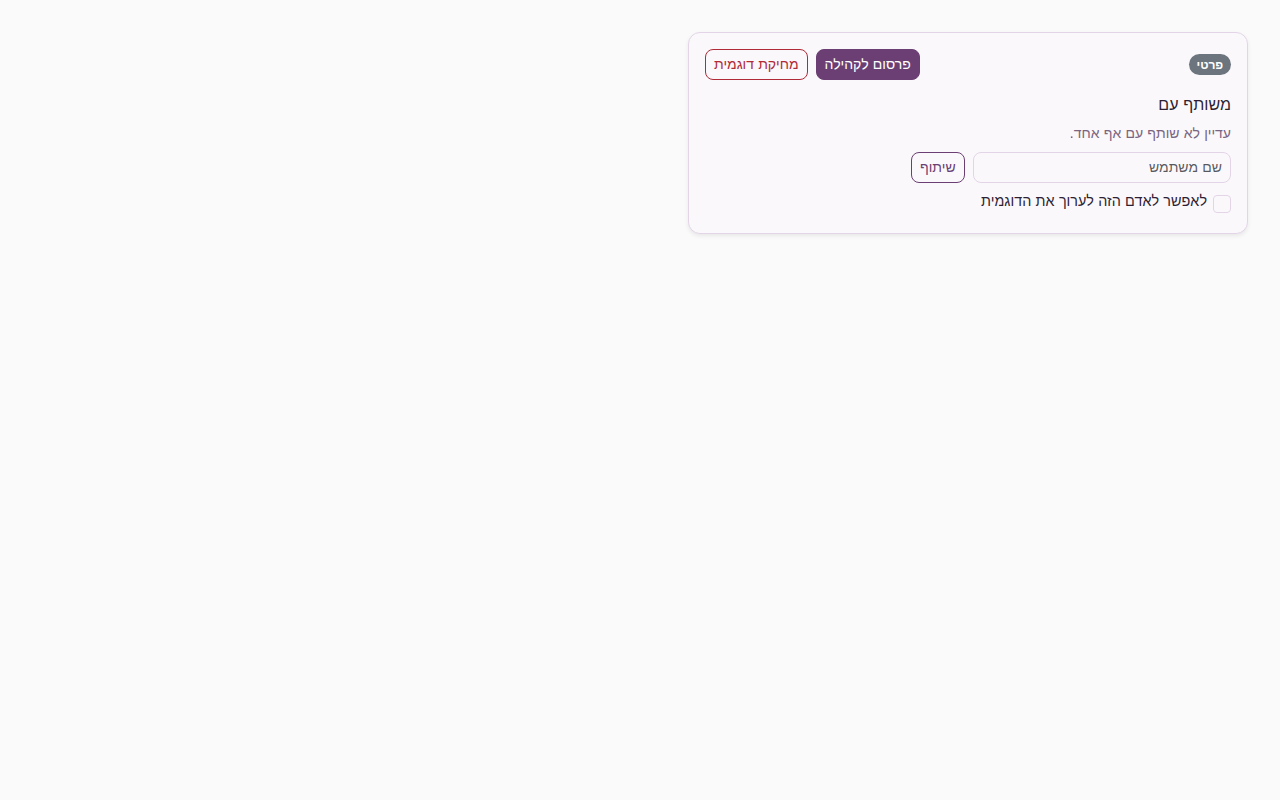 פרטי
פרסום לקהילה
מחיקת דוגמית
משותף עם
עדיין לא שותף עם אף אחד.
שם משתמש
שיתוף
לאפשר לאדם הזה לערוך את הדוגמית